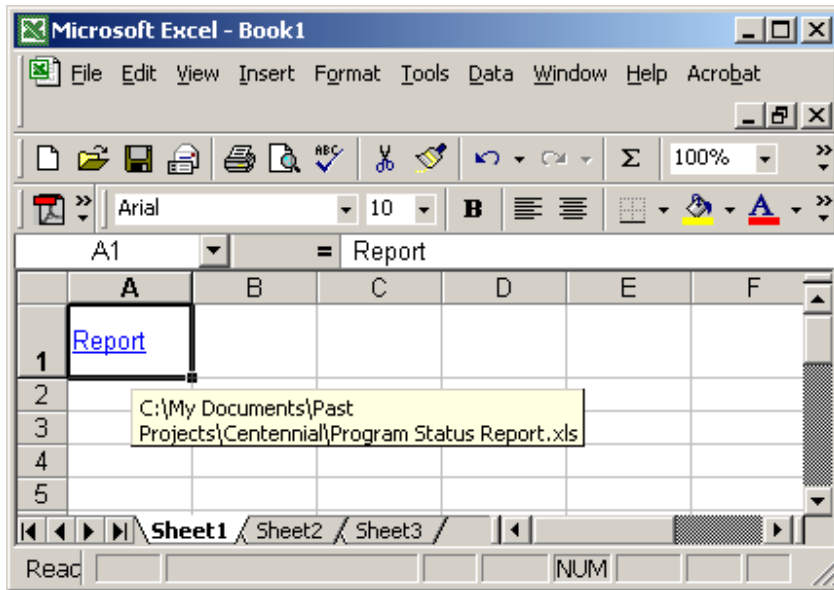 Microsoft Excel - Book1
File Edit View Insert Format Tools Data Window Help Acrobat
ABC Σ 100%
Arial 10 B A
A1 = Report
A B C D E F
1 Report
2
3
4
5
C:\My Documents\Past
Projects\Centennial\Program Status Report.xls
Sheet1 Sheet2 Sheet3
Reac NUM